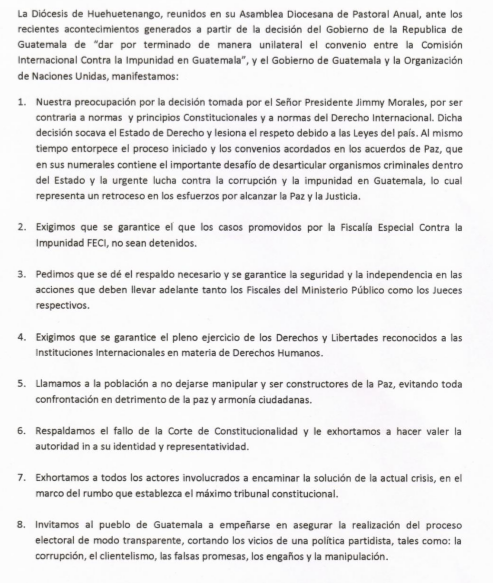 La Diócesis de Huehuetenango, reunidos en su Asamblea Diocesana de Pastoral Anual, ante los
recientes acontecimientos generados a partir de la decisión del Gobierno de la Republica de
Guatemala de "dar por terminado de manera unilateral el convenio entre la Comisión
Internacional Contra la Impunidad en Guatemala", y el Gobierno de Guatemala y la Organización
de Naciones Unidas, manifestamos:
1. Nuestra preocupación por la decisión tomada por el Señor Presidente Jimmy Morales, por ser
contraria a normas y principios Constitucionales y a normas del Derecho Internacional. Dicha
decisión socava el Estado de Derecho y lesiona el respeto debido a las Leyes del país. Al mismo
tiempo entorpece el proceso iniciado y los convenios acordados en los acuerdos de Paz, que
en sus numerales contiene el importante desafío de desarticular organismos criminales dentro
del Estado y la urgente lucha contra la corrupción y la impunidad en Guatemala, lo cual
representa un retroceso en los esfuerzos por alcanzar la Paz y la Justicia.
2. Exigimos que se garantice el que los casos promovidos por la Fiscalía Especial Contra la
Impunidad FECI, no sean detenidos.
3. Pedimos que se dé el respaldo necesario y se garantice la seguridad y la independencia en las
acciones que deben llevar adelante tanto los Fiscales del Ministerio Público como los Jueces
respectivos.
4. Exigimos que se garantice el pleno ejercicio de los Derechos y Libertades reconocidos a las
Instituciones Internacionales en materia de Derechos Humanos.
5. Llamamos a la población a no dejarse manipular y ser constructores de la Paz, evitando toda
confrontación en detrimento de la paz y armonía ciudadanas.
6. Respaldamos el fallo de la Corte de Constitucionalidad y le exhortamos a hacer valer la
autoridad in a su identidad y representatividad.
7. Exhortamos a todos los actores involucrados a encaminar la solución de la actual crisis, en el
marco del rumbo que establezca el máximo tribunal constitucional.
8. Invitamos al pueblo de Guatemala a empeñarse en asegurar la realización del proceso
electoral de modo transparente, cortando los vicios de una política partidista, tales como: la
corrupción, el clientelismo, las falsas promesas, los engaños y la manipulación.